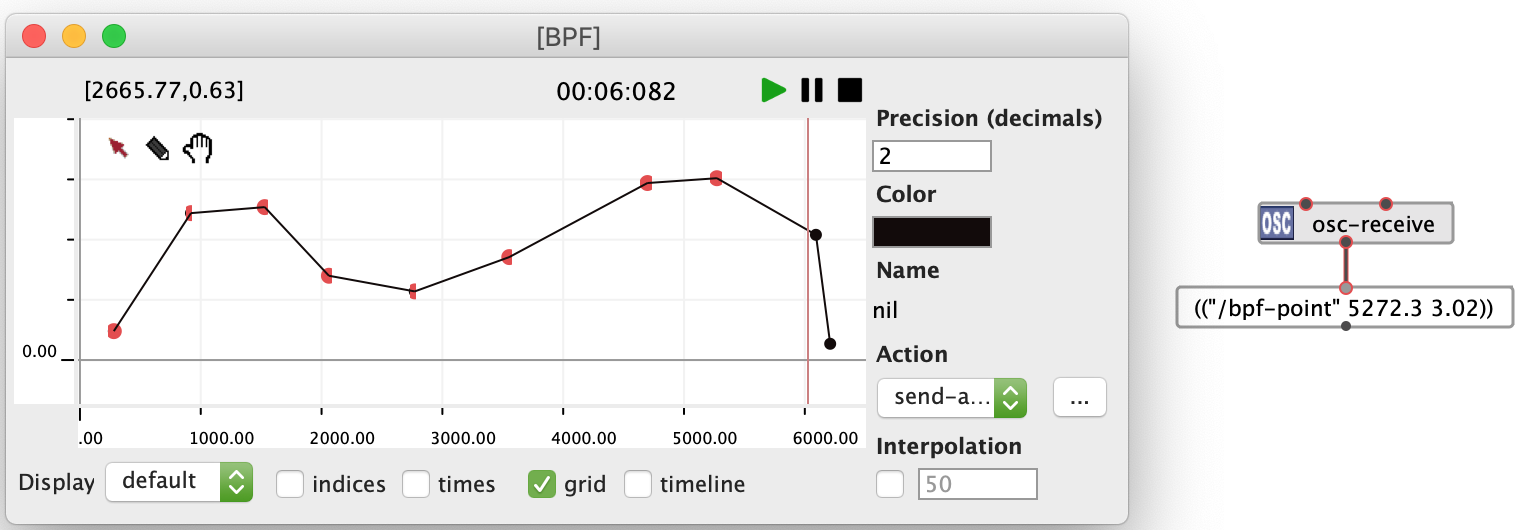 [BPF]
[2665.77,0.63]
00:06:082
Precision (decimals)
2
Color
Name
nil
Action
send-a...
...
Interpolation
50
0.00
.00 1000.00 2000.00 3000.00 4000.00 5000.00 6000.00
Display default indices times grid timeline
OSC osc-receive
(("/bpf-point" 5272.3 3.02))